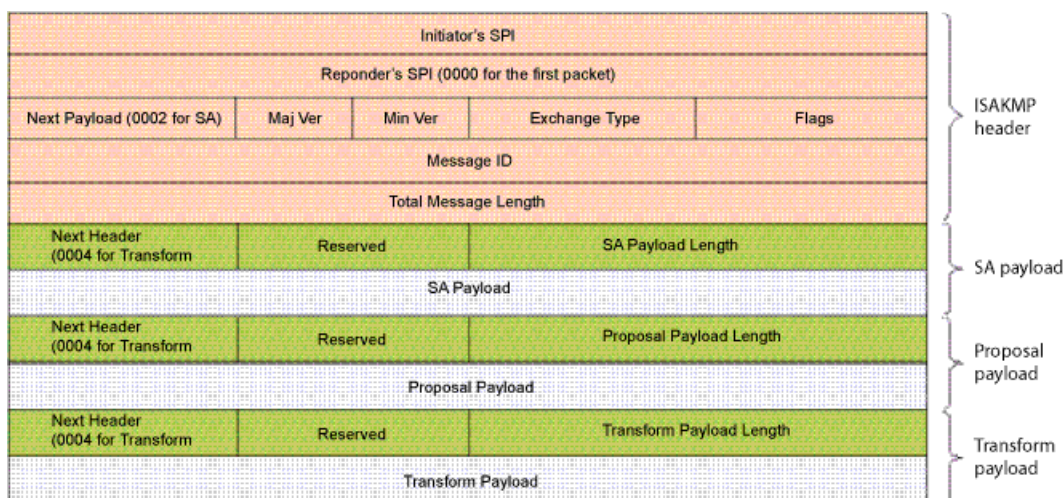 Initiator's SPI
Reponder's SPI (0000 for the first packet)
Next Payload (0002 for SA) Maj Ver Min Ver Exchange Type Flags
Message ID
Total Message Length
ISAKMP
header
Next Header
(0004 for Transform
Reserved
SA Payload Length
SA Payload
SA payload
Next Header
(0004 for Transform
Reserved
Proposal Payload Length
Proposal Payload
Proposal
payload
Next Header
(0004 for Transform
Reserved
Transform Payload Length
Transform Payload
Transform
payload